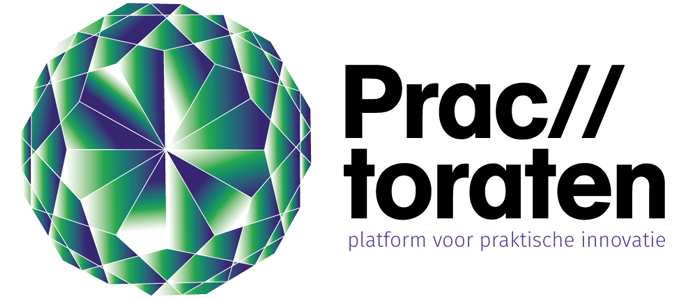 Prac//
toraten
platform voor praktische innovatie